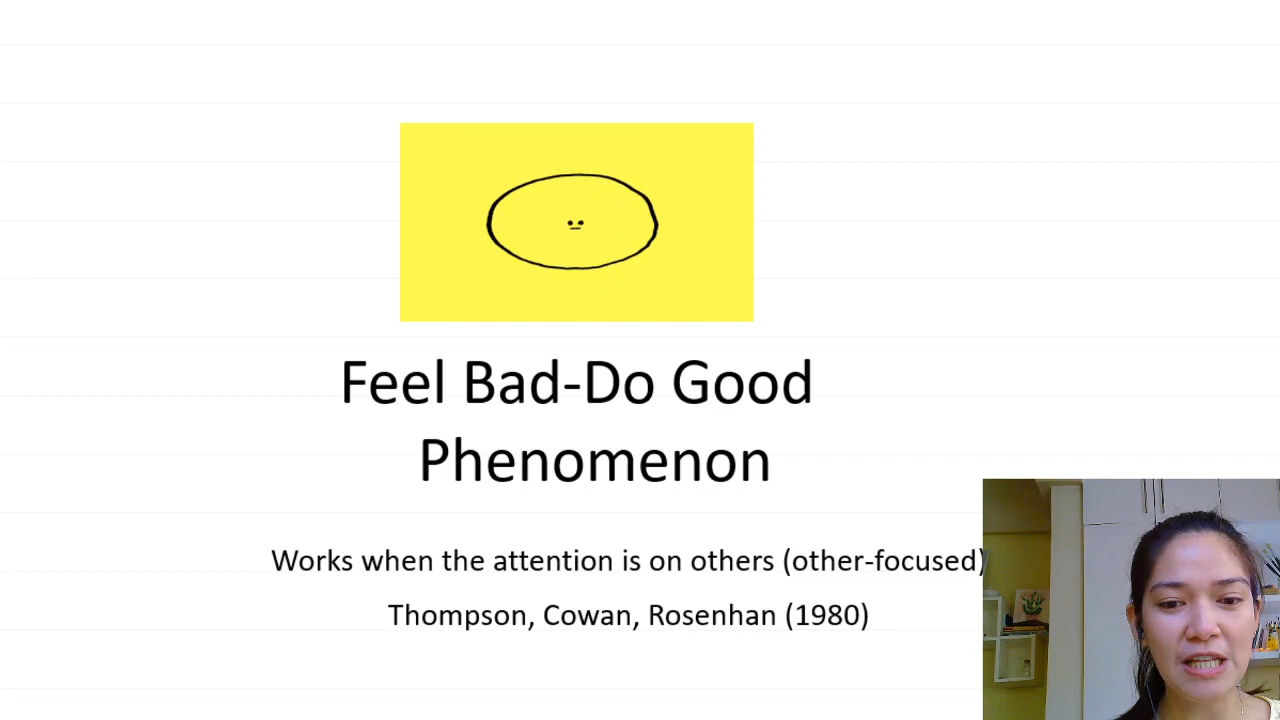 Feel Bad-Do Good
Phenomenon
Works when the attention is on others (other-focused)
Thompson, Cowan, Rosenhan (1980)